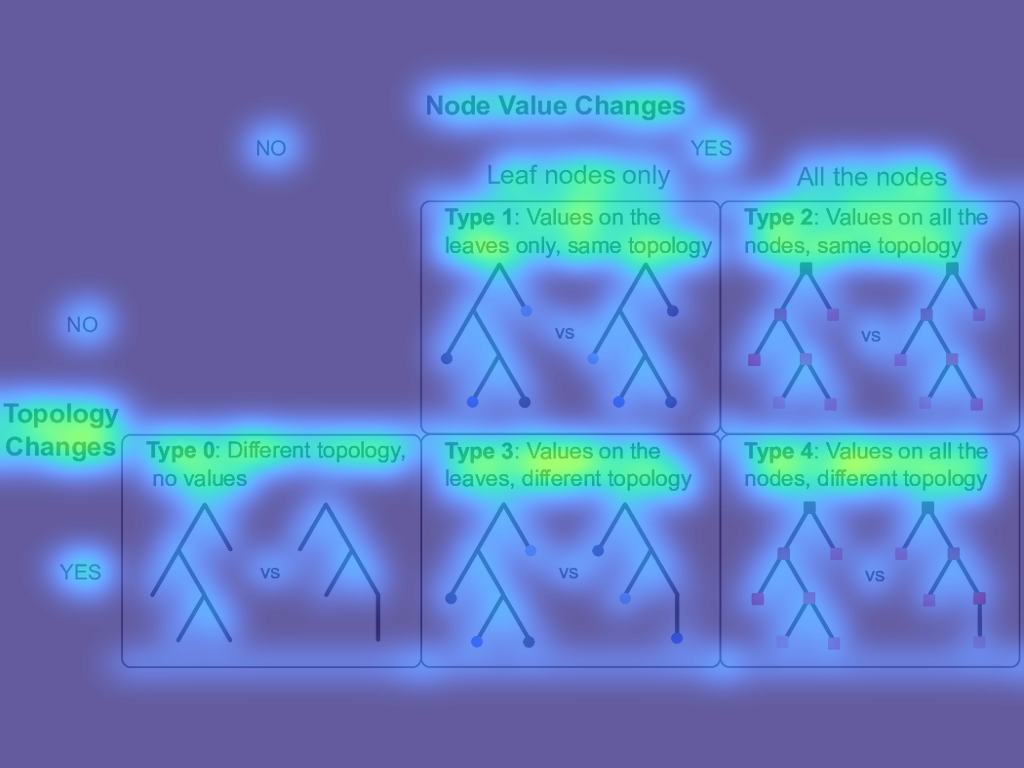 Node Value Changes
NO
YES
Leaf nodes only
All the nodes
Type 1: Values on the
leaves only, same topology
Type 2: Values on all the
nodes, same topology
NO
vs
vs
Topology
Changes
Type 0: Different topology,
no values
Type 3: Values on the
leaves, different topology
Type 4: Values on all the
nodes, different topology
YES
vs
vs
vs